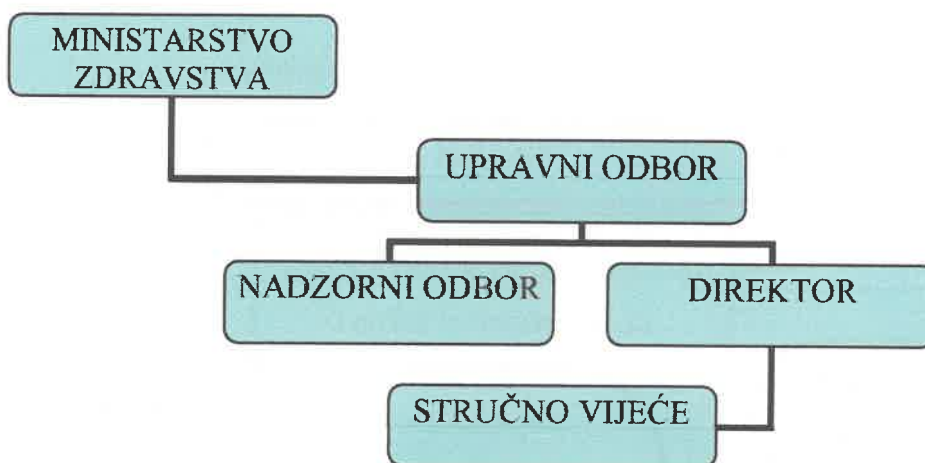 MINISTARSTVO
ZDRAVSTVA
UPRAVNI ODBOR
NADZORNI ODBOR
DIREKTOR
STRUČNO VIJEĆE